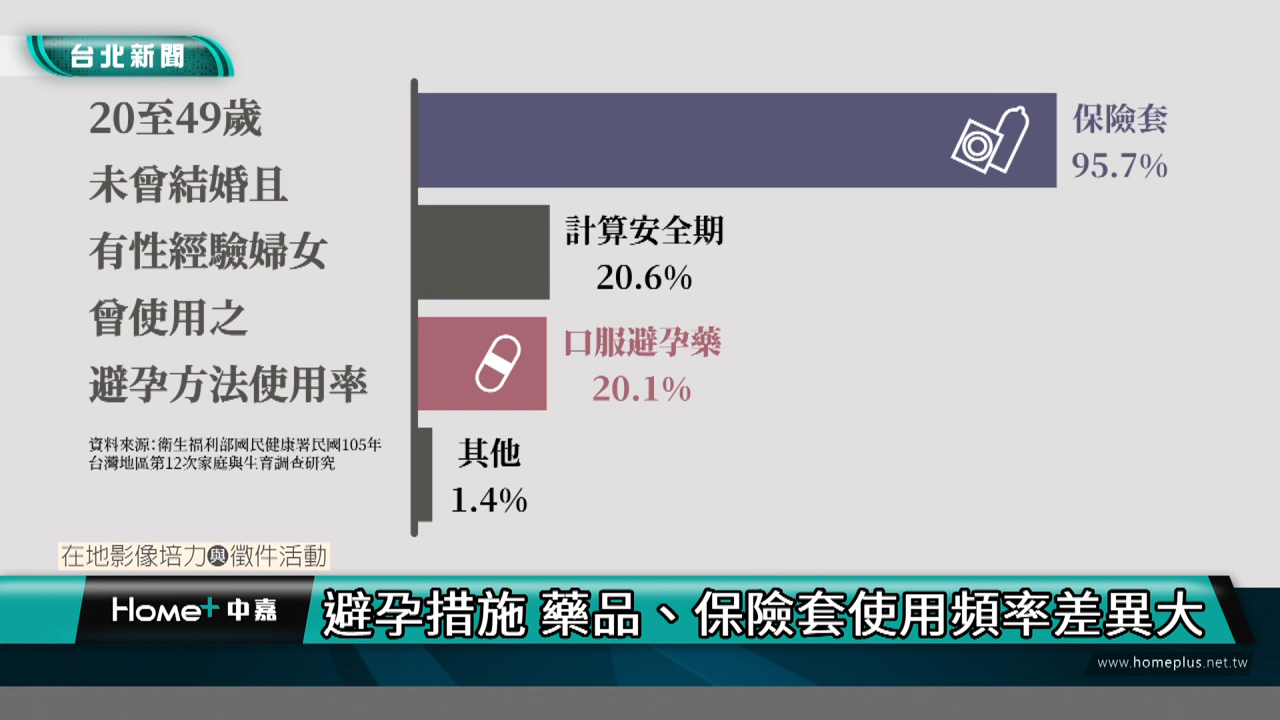 台北新聞
20至49歲
未曾結婚且
有性經驗婦女
曾使用之
避孕方法使用率
資料來源:衛生福利部國民健康署民國105年
台灣地區第12次家庭與生育調查研究
保險套
95.7%
計算安全期
20.6%
口服避孕藥
20.1%
其他
1.4%
在地影像培力與徵件活動
Home+中嘉
避孕措施 藥品、保險套使用頻率差異大
www.homeplus.net.tw